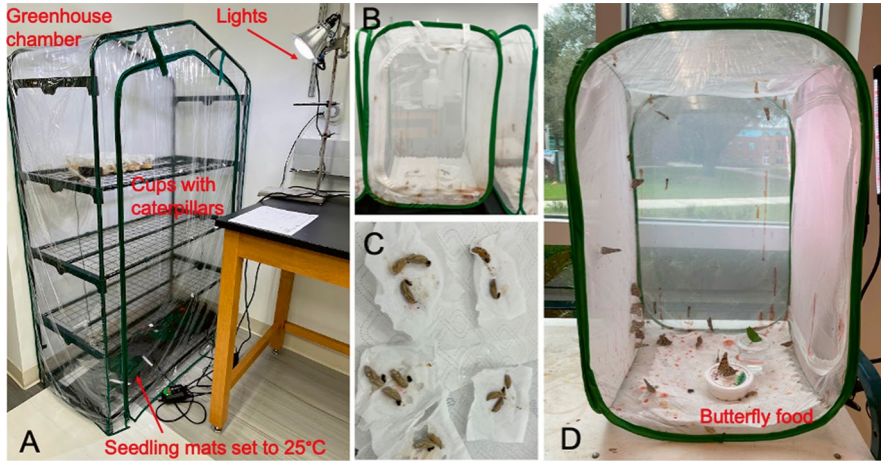 Greenhouse
chamber
Lights
Cups with
caterpillars
Seedling mats set to 25°C
A
B
C
Butterfly food
D